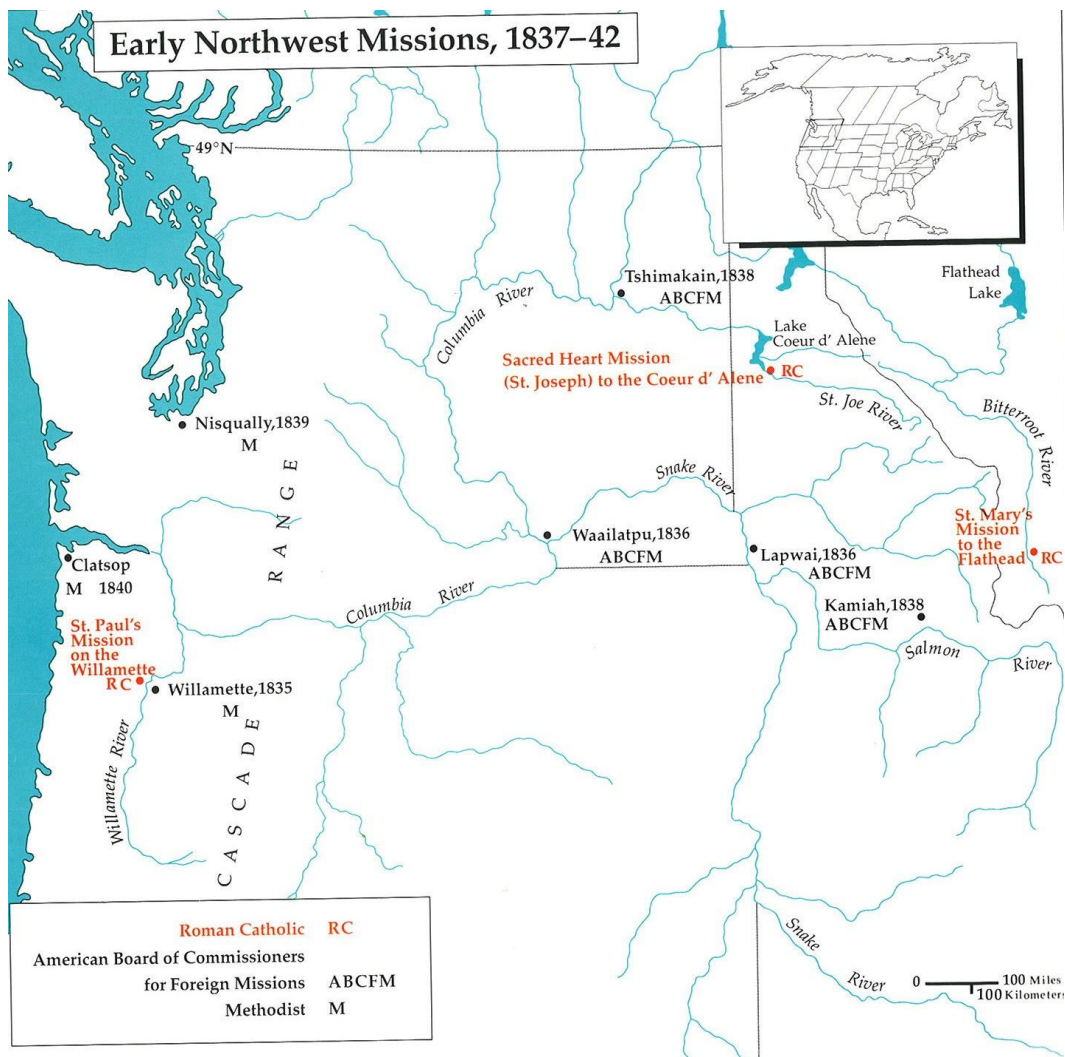 Early Northwest Missions, 1837–42
49°N
Tshimakain,1838
ABCFM
Flathead
Lake
Columbia River
Lake
Coeur d' Alene
Sacred Heart Mission
(St. Joseph) to the Coeur d' Alene
RC
St. Joe River
Bitterroot River
Nisqually,1839
M
Snake River
CASCADE RANGE
St. Mary's
Mission
to the
Flathead
RC
Waailatpu,1836
ABCFM
Lapwai,1836
ABCFM
Clatsop
M 1840
Columbia River
Kamiah,1838
ABCFM
St. Paul's
Mission
on the
Willamette
RC
Salmon River
Willamette,1835
M
Willamette River
Snake River
Roman Catholic RC
American Board of Commissioners
for Foreign Missions ABCFM
Methodist M
0 100 Miles
100 Kilometers